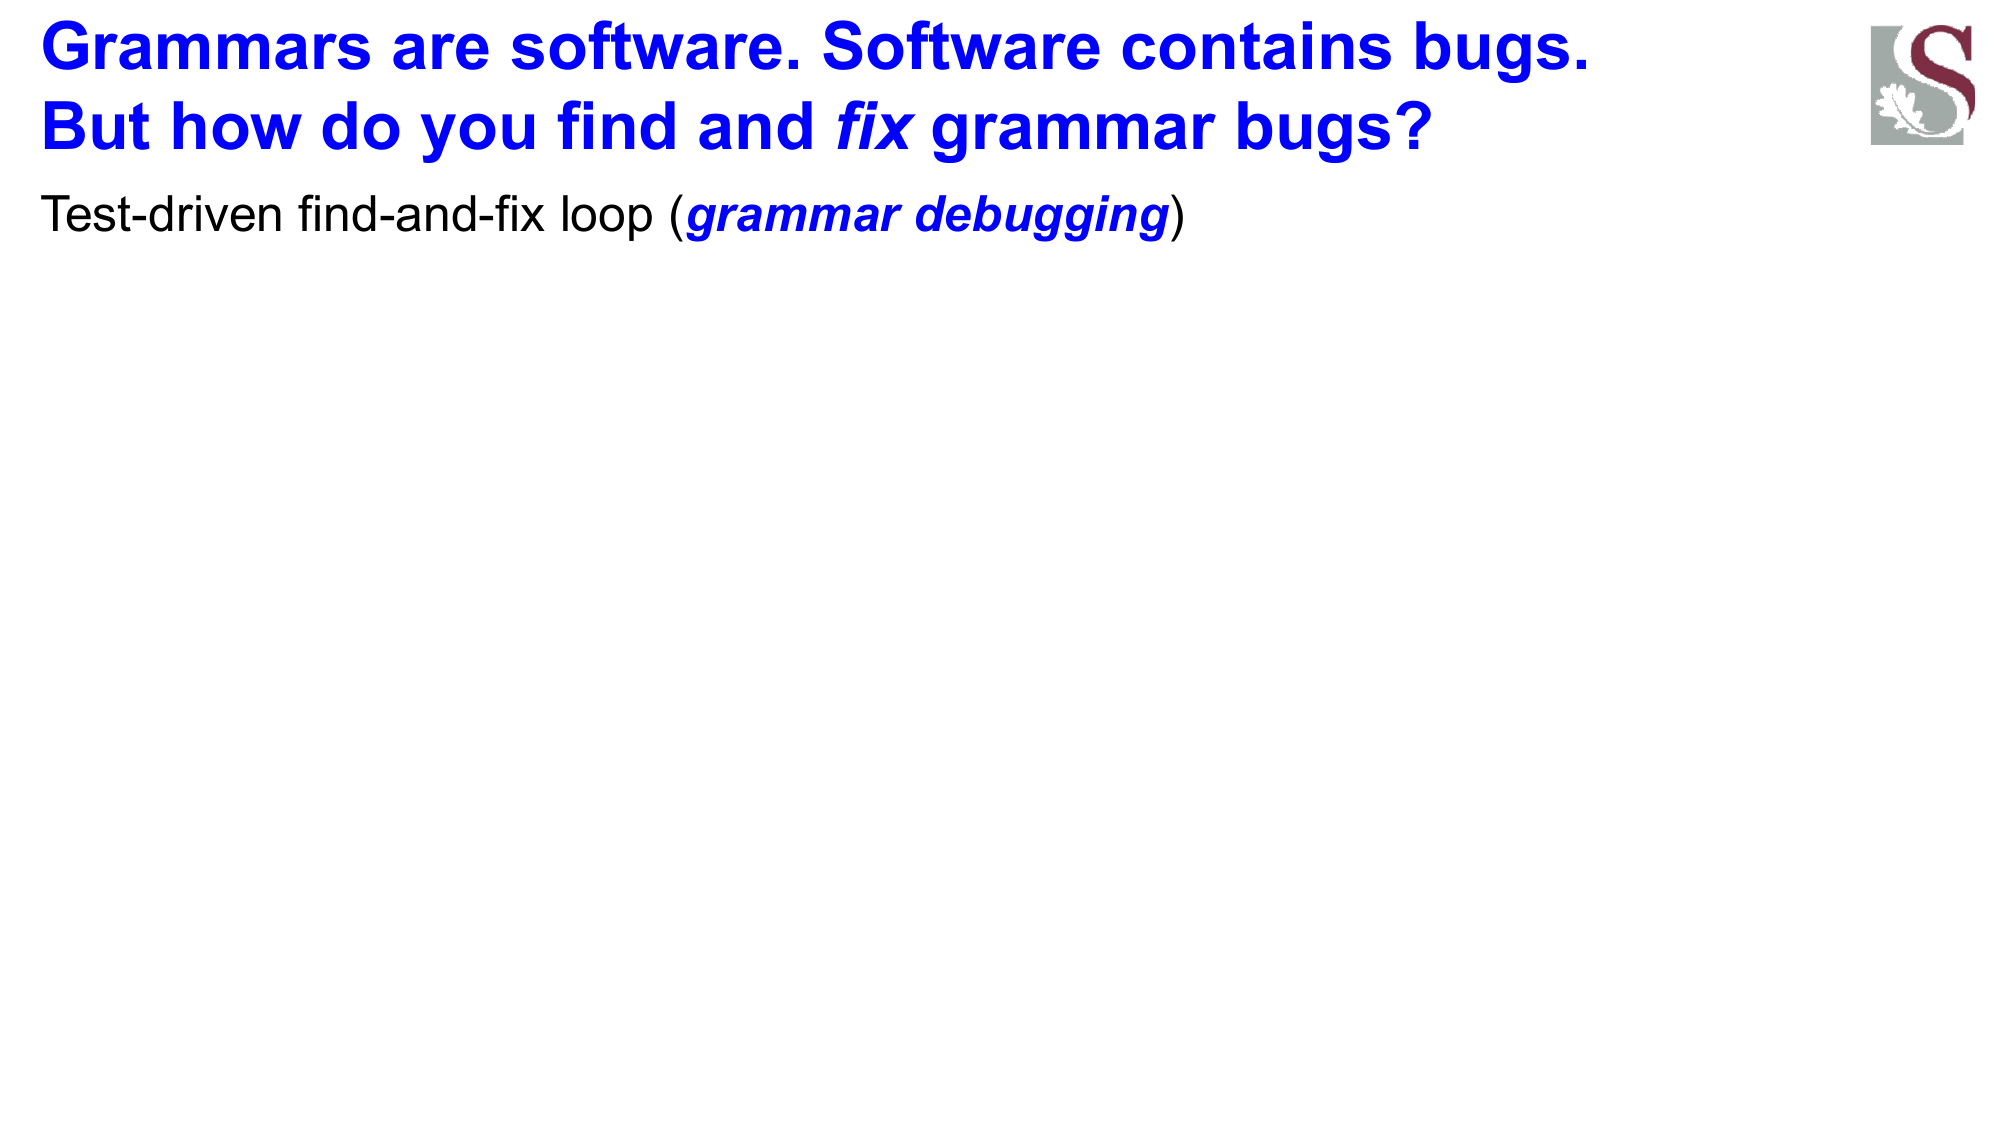 Grammars are software. Software contains bugs.
But how do you find and fix grammar bugs?
Test-driven find-and-fix loop (grammar debugging)